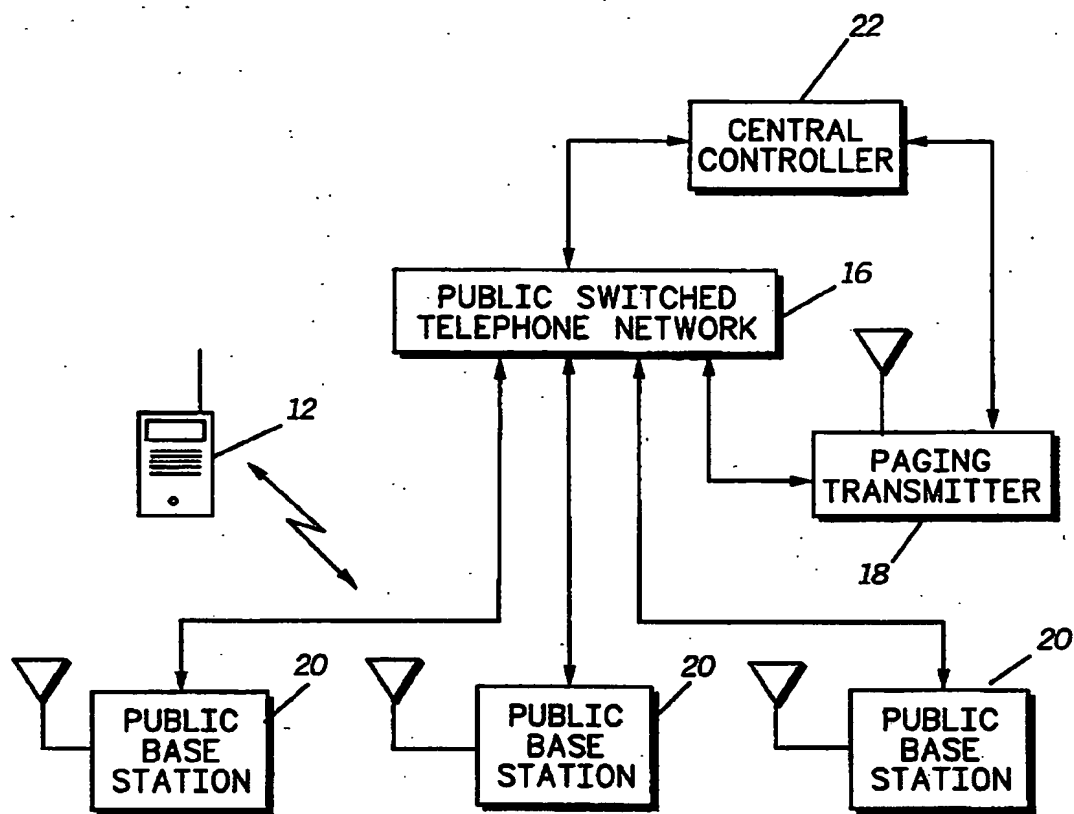 22
CENTRAL
CONTROLLER
PUBLIC SWITCHED
TELEPHONE NETWORK
16
12
PAGING
TRANSMITTER
18
20
PUBLIC
BASE
STATION
20
PUBLIC
BASE
STATION
20
PUBLIC
BASE
STATION